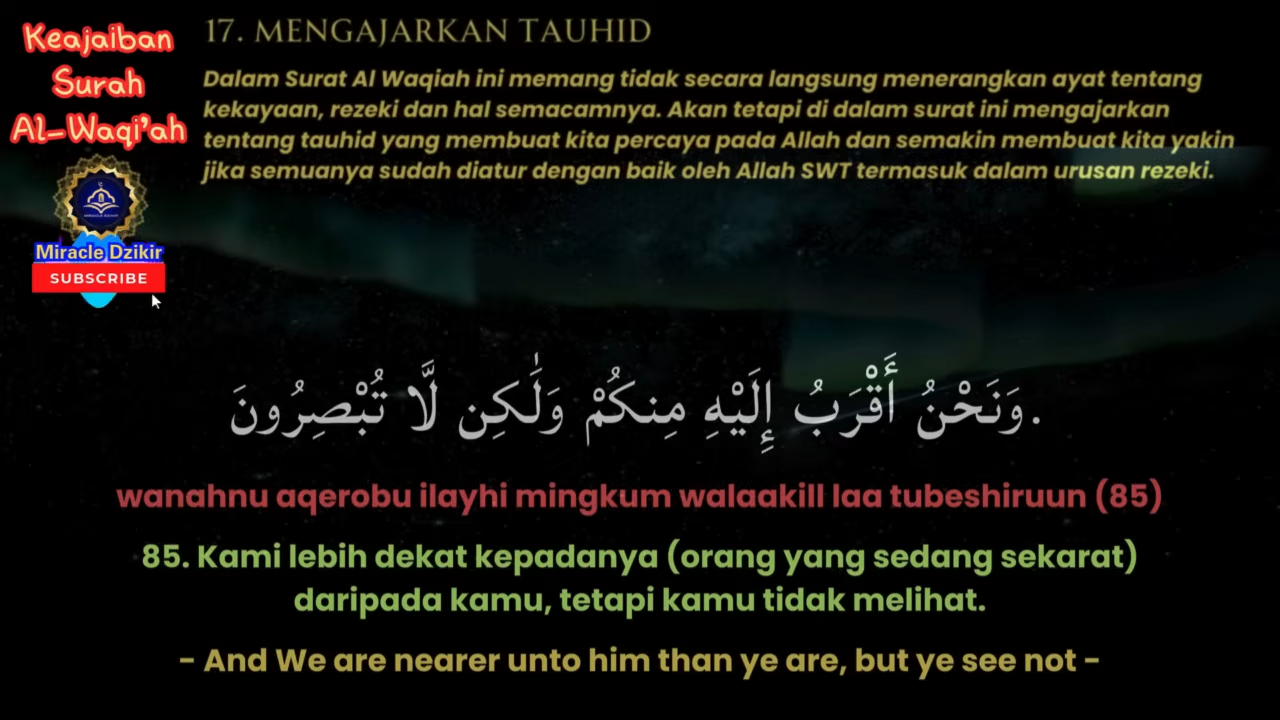 Keajaiban
Surah
Al-Waqi'ah
Miracle Dzikir
SUBSCRIBE
17. MENGAJARKAN TAUHID
Dalam Surat Al Waqiah ini memang tidak secara langsung menerangkan ayat tentang
kekayaan, rezeki dan hal semacamnya. Akan tetapi di dalam surat ini mengajarkan
tentang tauhid yang membuat kita percaya pada Allah dan semakin membuat kita yakin
jika semuanya sudah diatur dengan baik oleh Allah SWT termasuk dalam urusan rezeki.
وَنَحْنُ أَقْرَبُ إِلَيْهِ مِنكُمْ وَلَٰكِن لَّا تُبْصِرُونَ.
wanahnu aqerobu ilayhi mingkum walaakill laa tubeshiruun (85)
85. Kami lebih dekat kepadanya (orang yang sedang sekarat)
daripada kamu, tetapi kamu tidak melihat.
- And We are nearer unto him than ye are, but ye see not -